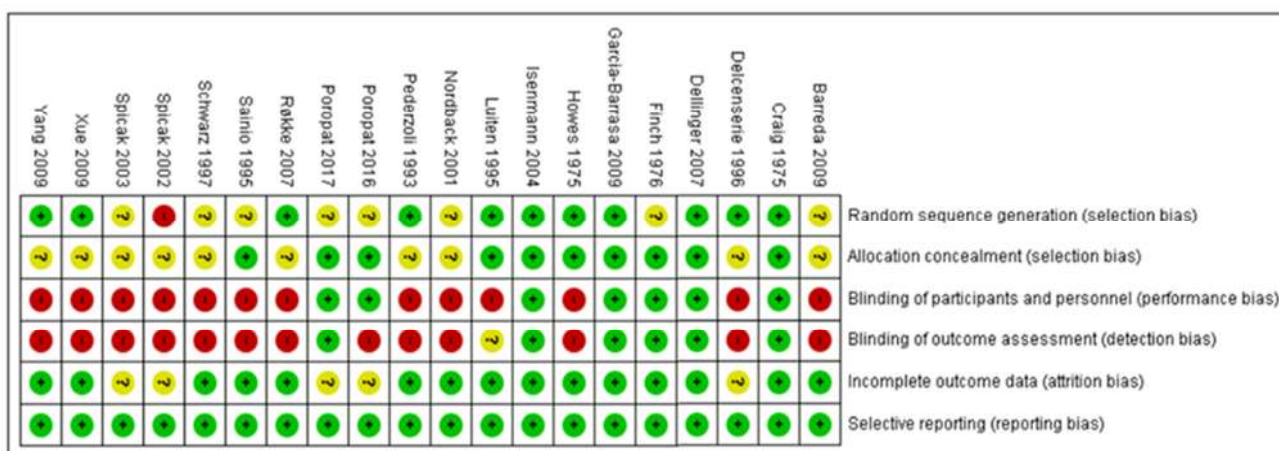 Yang 2009
Xue 2009
Spicak 2003
Spicak 2002
Schwarz 1997
Sainio 1995
Røkke 2007
Poropat 2017
Poropat 2016
Pederzoli 1993
Nordback 2001
Luiten 1995
Isenmann 2004
Howes 1975
Garcia-Barrasa 2009
Finch 1976
Dellinger 2007
Delcenserie 1996
Craig 1975
Barreda 2009
+ + ? - ? ? + ? ? + ? + + + + ? + + + ? Random sequence generation (selection bias)
? ? ? ? ? + ? + + ? ? + + + + + + ? + ? Allocation concealment (selection bias)
- - - - - - - + + - - - + - + + + - + - Blinding of participants and personnel (performance bias)
- - - - - - - + - - - ? + - + + + - + - Blinding of outcome assessment (detection bias)
+ + ? ? + + + ? ? + + + + + + + + ? + + Incomplete outcome data (attrition bias)
+ + + + + + + + + + + + + + + + + + + + Selective reporting (reporting bias)